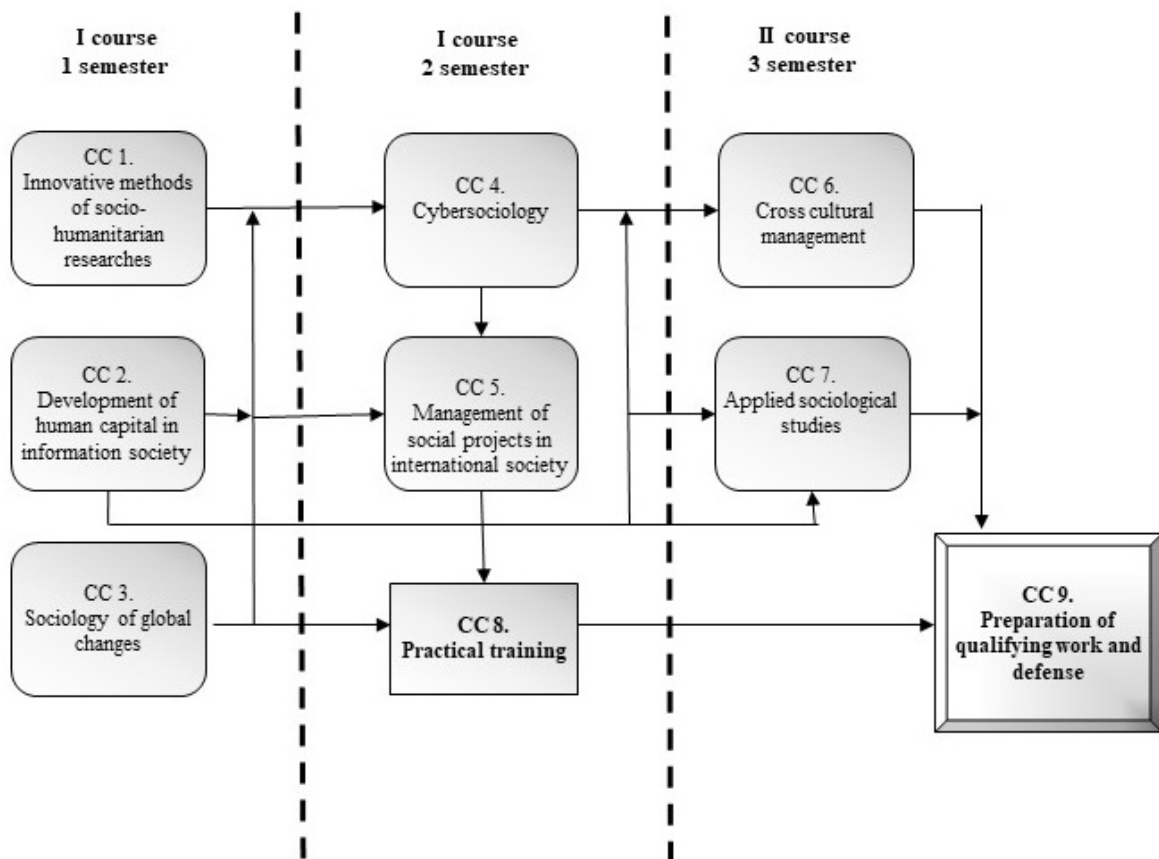 I course
1 semester
I course
2 semester
II course
3 semester
CC 1.
Innovative methods
of socio-
humanitarian
researches
CC 4.
Cybersociology
CC 6.
Cross cultural
management
CC 2.
Development of
human capital in
information society
CC 5.
Management of
social projects in
international society
CC 7.
Applied sociological
studies
CC 3.
Sociology of global
changes
CC 8.
Practical training
CC 9.
Preparation of
qualifying work and
defense